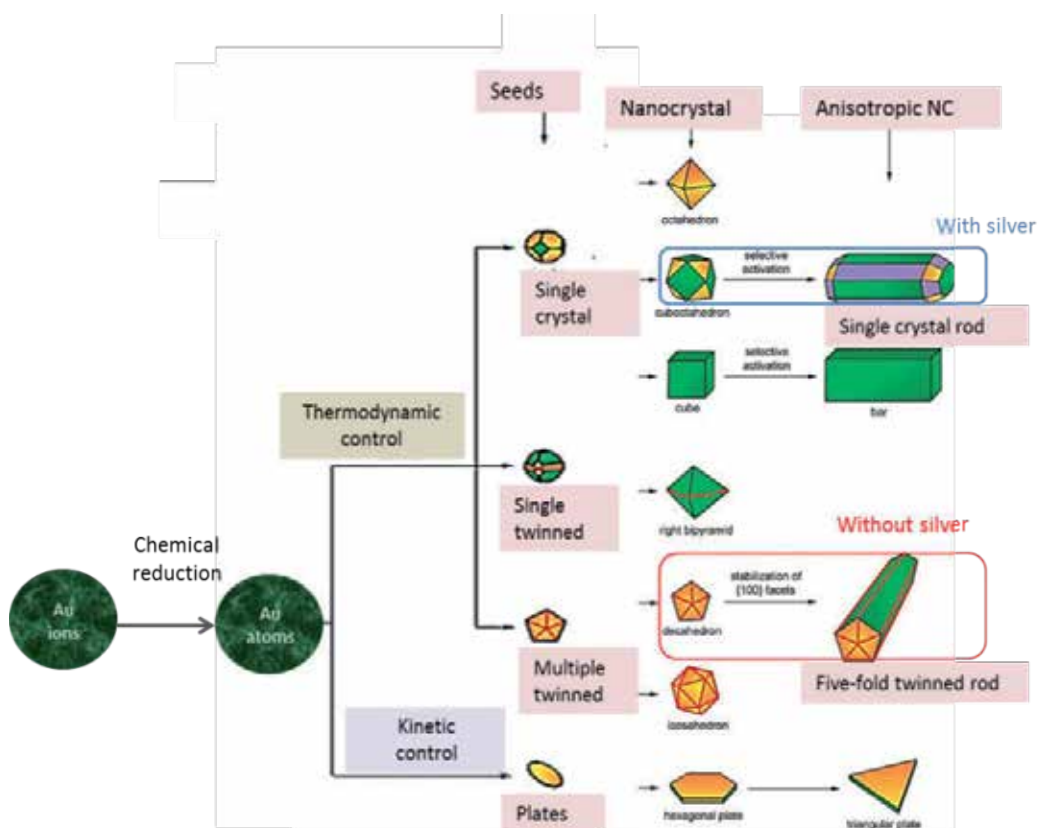 Seeds
Nanocrystal
Anisotropic NC
octahedron
With silver
selective
activation
Single
crystal
cuboctahedron
Single crystal rod
selective
activation
cube
bar
Thermodynamic
control
Single
twinned
right bipyramid
Without silver
Chemical
reduction
stabilization of
{100} facets
Au
ions
Au
atoms
decahedron
Multiple
twinned
Five-fold twinned rod
icosahedron
Kinetic
control
Plates
hexagonal plate
triangular plate